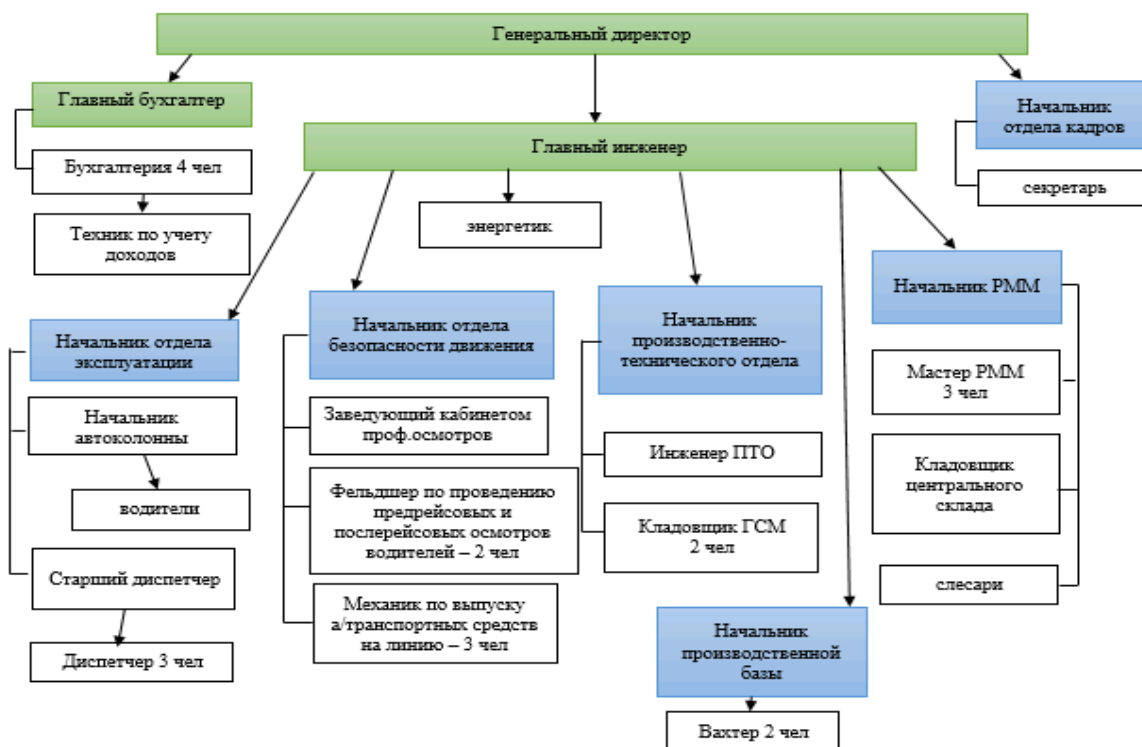 Генеральный директор
Главный бухгалтер
Начальник
отдела кадров
Главный инженер
Бухгалтерия 4 чел
секретарь
энергетик
Техник по учету
доходов
Начальник РММ
Начальник отдела
безопасности движения
Начальник
производственно-
технического отдела
Начальник отдела
эксплуатации
Мастер РММ
3 чел
Начальник
автоколонны
Заведующий кабинетом
проф.осмотров
Инженер ПТО
Кладовщик
центрального
склада
водители
Фельдшер по проведению
предрейсовых и
послерейсовых осмотров
водителей – 2 чел
Кладовщик ГСМ
2 чел
Старший диспетчер
слесари
Механик по выпуску
а/транспортных средств
на линию – 3 чел
Начальник
производственной
базы
Диспетчер 3 чел
Вахтер 2 чел